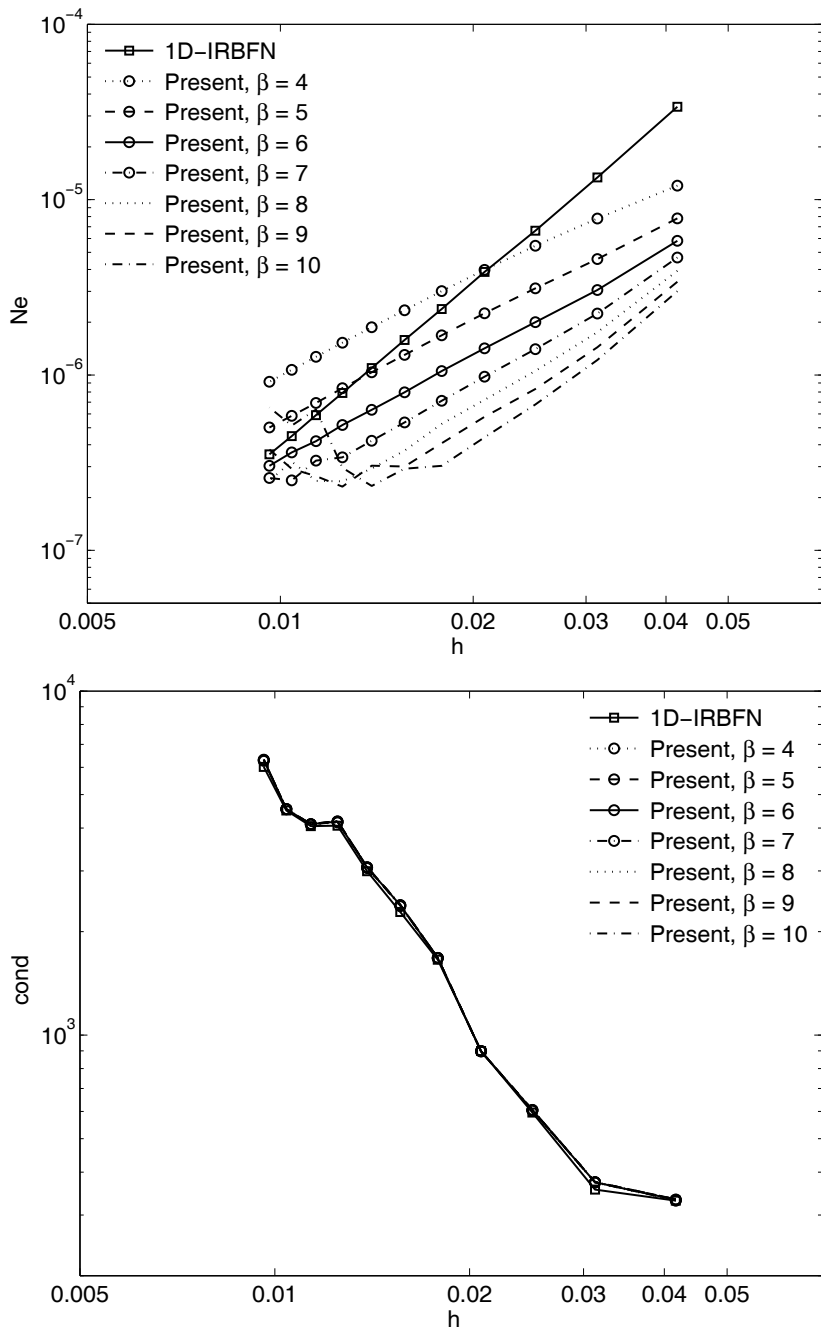 10^-4
1D-IRBFN
Present, β = 4
Present, β = 5
Present, β = 6
Present, β = 7
Present, β = 8
Present, β = 9
Present, β = 10
10^-5
Ne
10^-6
10^-7
0.005 0.01 0.02 0.03 0.04 0.05
h
10^4
1D-IRBFN
Present, β = 4
Present, β = 5
Present, β = 6
Present, β = 7
Present, β = 8
Present, β = 9
Present, β = 10
cond
10^3
0.005 0.01 0.02 0.03 0.04 0.05
h